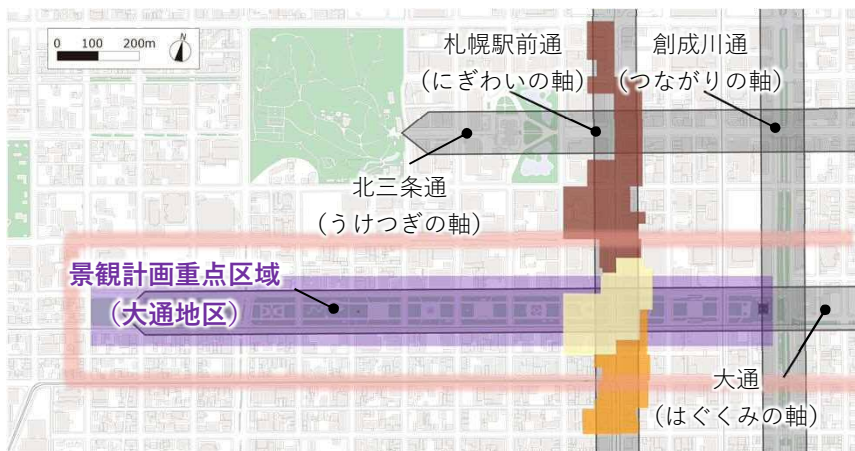 0 100 200m
N
札幌駅前通
(にぎわいの軸)
創成川通
(つながりの軸)
北三条通
(うけつぎの軸)
景観計画重点区域
(大通地区)
大通
(はぐくみの軸)